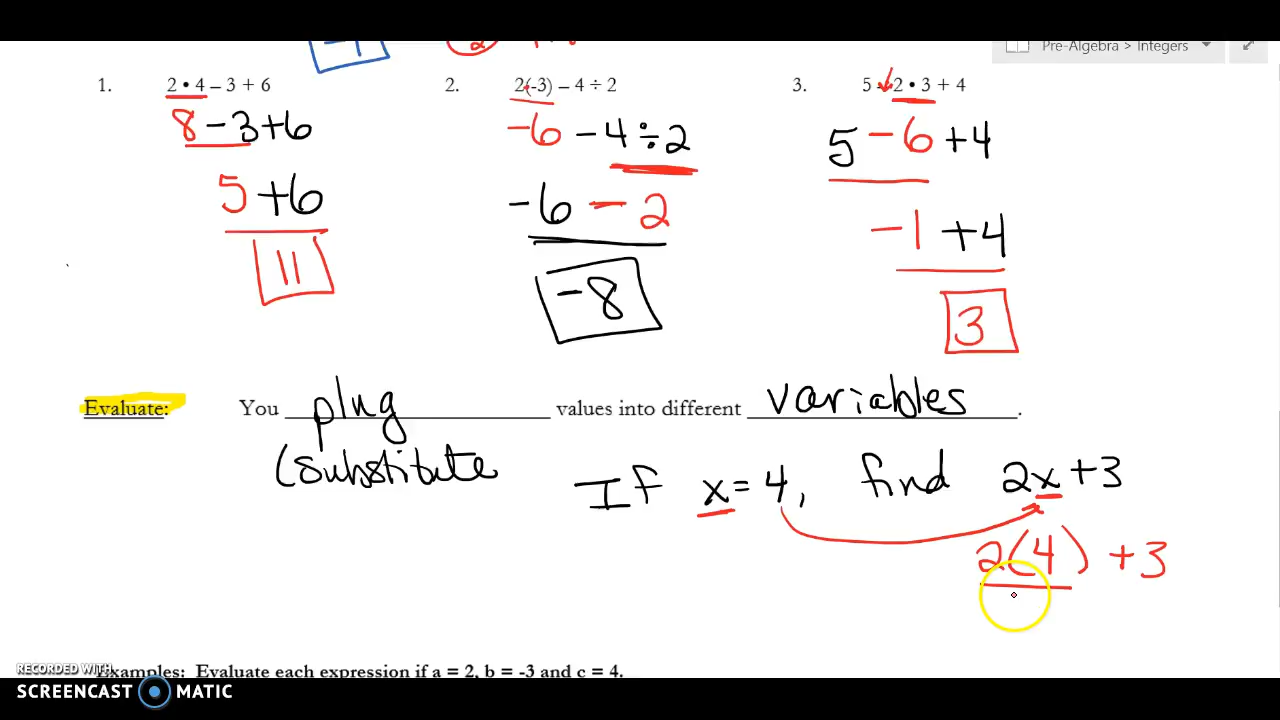 Pre-Algebra > Integers
1. 2 • 4 – 3 + 6
8 - 3 + 6
5 + 6
11
2. 2(-3) – 4 ÷ 2
-6 - 4 ÷ 2
-6 - 2
-8
3. 5 - 2 • 3 + 4
5 - 6 + 4
-1 + 4
3
Evaluate: You plug values into different variables.
(substitute
If x = 4, find 2x + 3
2(4) + 3
Examples: Evaluate each expression if a = 2, b = -3 and c = 4.
RECORDED WITH
SCREENCAST MATIC